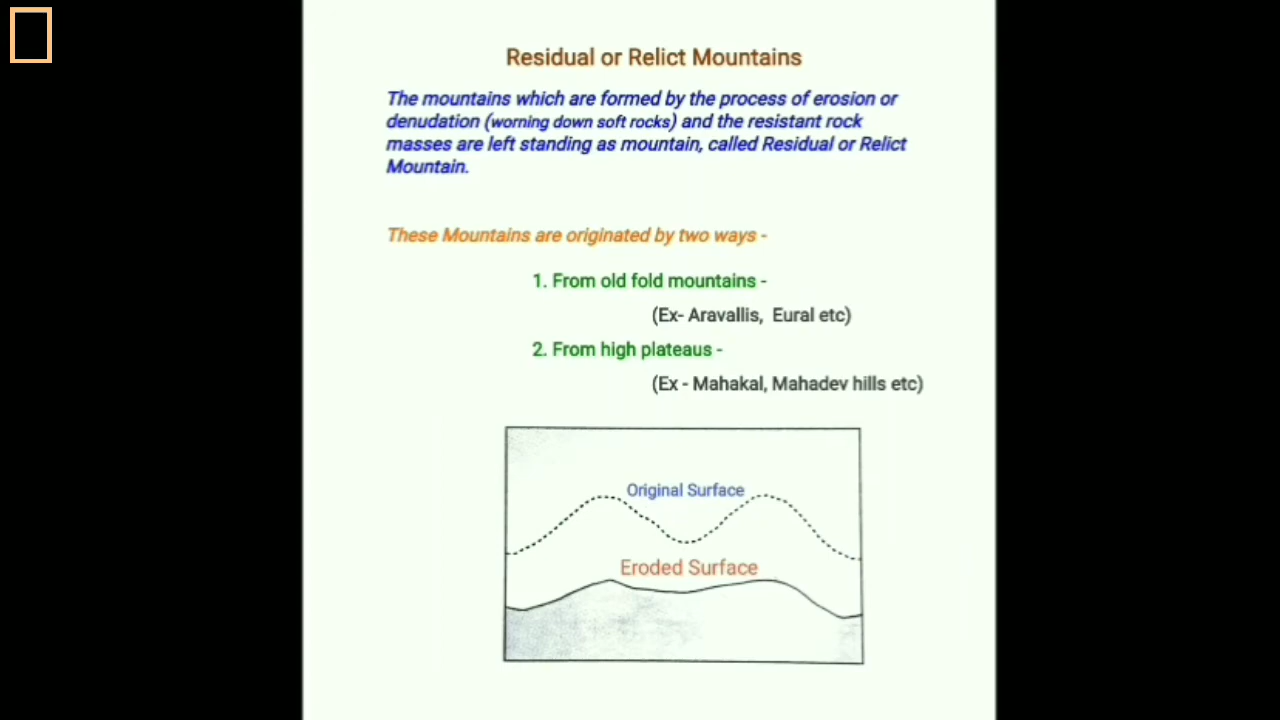 Residual or Relict Mountains
The mountains which are formed by the process of erosion or
denudation (worning down soft rocks) and the resistant rock
masses are left standing as mountain, called Residual or Relict
Mountain.
These Mountains are originated by two ways -
1. From old fold mountains -
(Ex- Aravallis, Eural etc)
2. From high plateaus -
(Ex - Mahakal, Mahadev hills etc)
Original Surface
Eroded Surface